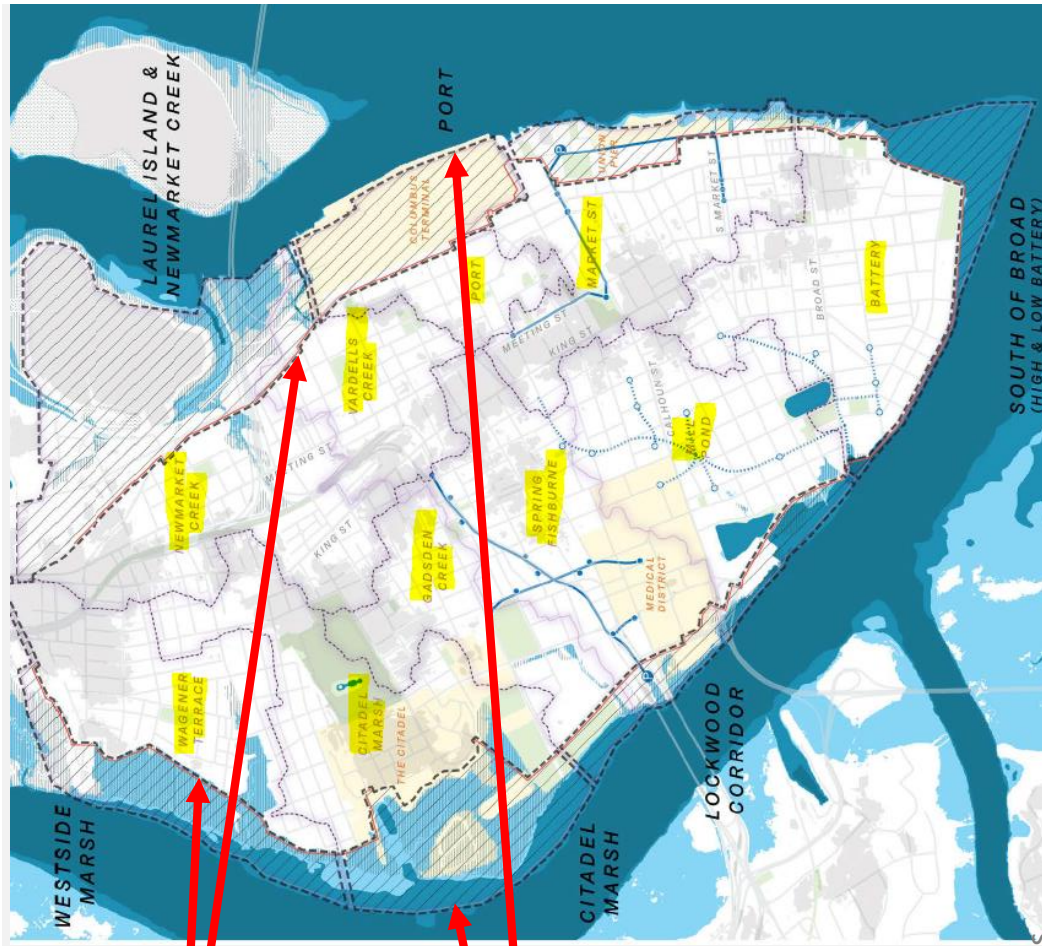 LAUREL ISLAND &
NEWMARKET CREEK
PORT
COLUMBUS
TERMINAL
UNION
PIER
P
S MARKET ST
MARKET ST
PORT
VARDELLS
CREEK
MEETING ST
KING ST
BROAD ST
BATTERY
CALHOUN ST
POND
NEWMARKET
CREEK
MEETING ST
KING ST
SPRING
FISHBURNE
GADSDEN
CREEK
MEDICAL
DISTRICT
P
WAGENER
TERRACE
CITADEL
MARSH
THE CITADEL
WESTSIDE
MARSH
CITADEL
MARSH
LOCKWOOD
CORRIDOR
SOUTH OF BROAD
(HIGH & LOW BATTERY)